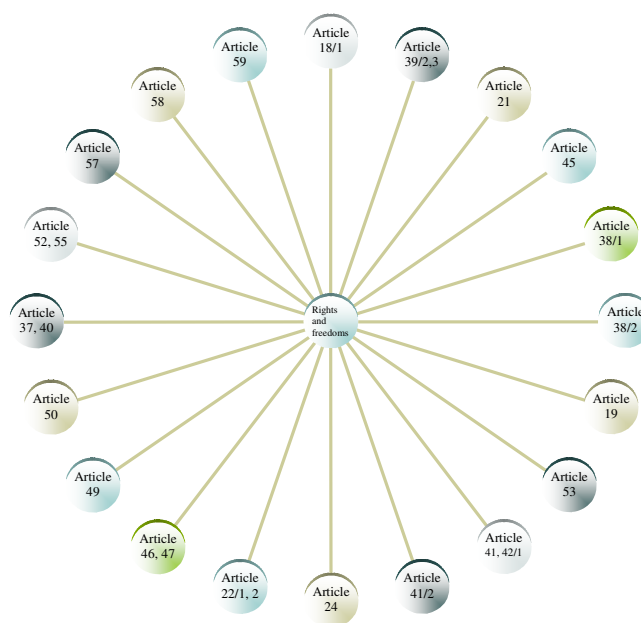 Article
18/1
Article
39/2,3
Article
21
Article
45
Article
38/1
Article
38/2
Article
19
Article
53
Article
41, 42/1
Article
41/2
Article
24
Article
22/1, 2
Article
46, 47
Article
49
Article
50
Article
37, 40
Article
52, 55
Article
57
Article
58
Article
59
Rights
and
freedoms